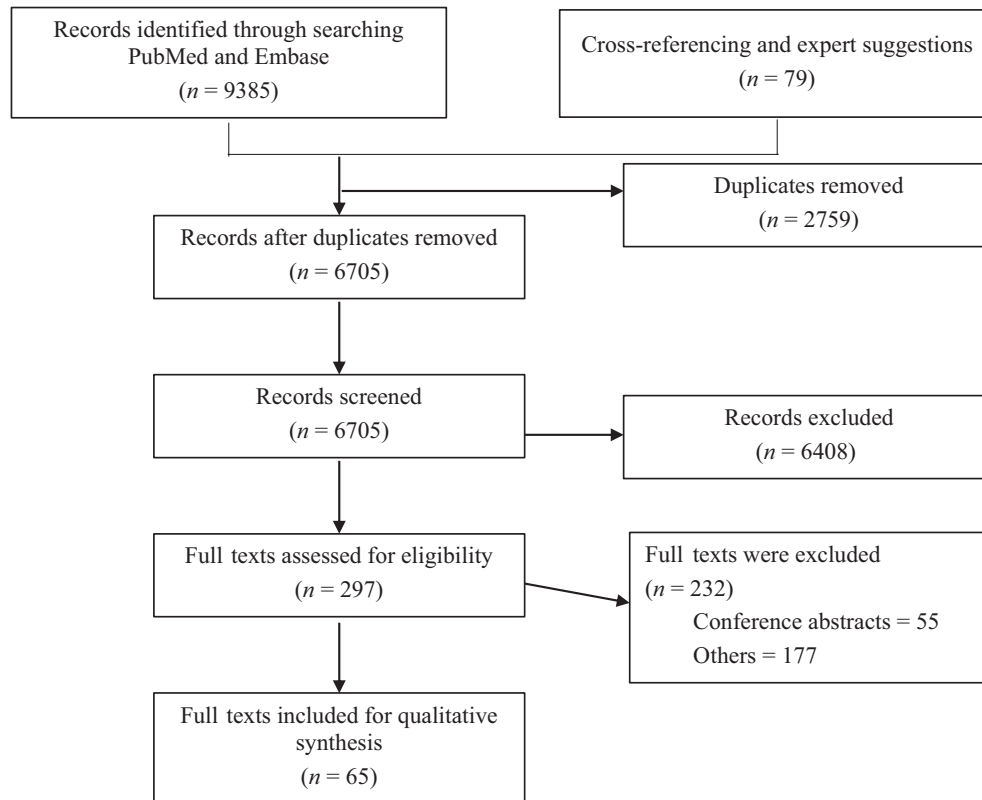 Records identified through searching
PubMed and Embase
(n = 9385)
Cross-referencing and expert suggestions
(n = 79)
Duplicates removed
(n = 2759)
Records after duplicates removed
(n = 6705)
Records screened
(n = 6705)
Records excluded
(n = 6408)
Full texts assessed for eligibility
(n = 297)
Full texts were excluded
(n = 232)
Conference abstracts = 55
Others = 177
Full texts included for qualitative
synthesis
(n = 65)